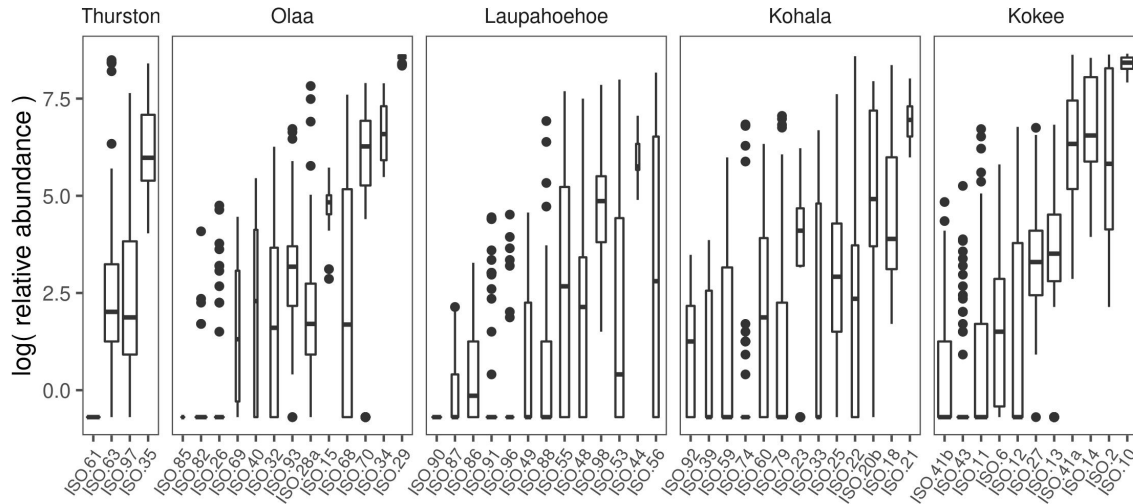 Thurston Olaa Laupahoehoe Kohala Kokee
log( relative abundance )
7.5
5.0
2.5
0.0
ISO.61
ISO.63
ISO.97
ISO.35
ISO.85
ISO.82
ISO.26
ISO.69
ISO.40
ISO.32
ISO.93
ISO.28a
ISO.15
ISO.68
ISO.70
ISO.34
ISO.29
ISO.90
ISO.87
ISO.86
ISO.91
ISO.96
ISO.49
ISO.88
ISO.55
ISO.48
ISO.98
ISO.53
ISO.44
ISO.56
ISO.92
ISO.39
ISO.59
ISO.74
ISO.60
ISO.79
ISO.23
ISO.33
ISO.25
ISO.22
ISO.20b
ISO.18
ISO.21
ISO.41b
ISO.43
ISO.11
ISO.6
ISO.12
ISO.27
ISO.13
ISO.41a
ISO.14
ISO.2
ISO.10